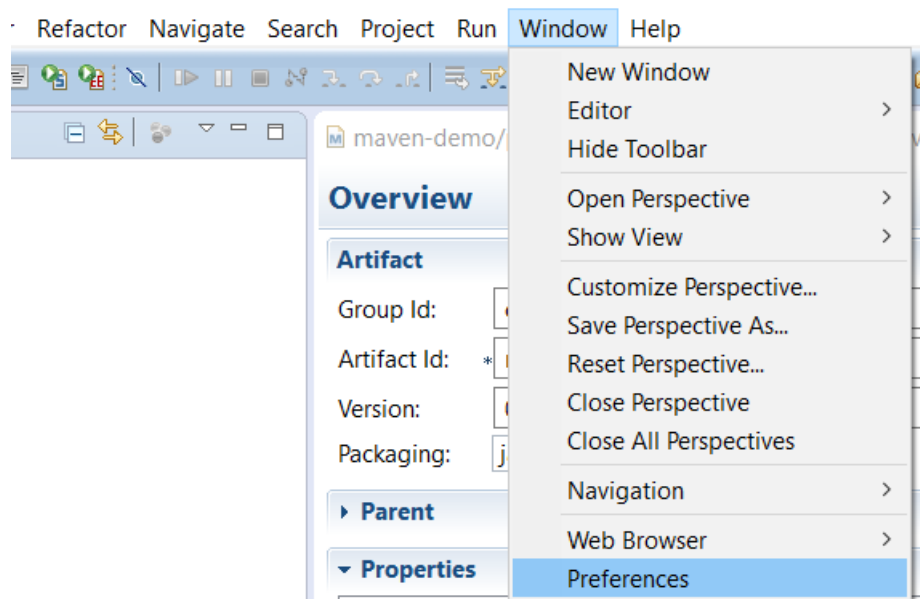 Refactor Navigate Search Project Run Window Help
New Window
Editor
Hide Toolbar
Open Perspective
Show View
Customize Perspective...
Save Perspective As...
Reset Perspective...
Close Perspective
Close All Perspectives
Navigation
Web Browser
Preferences
maven-demo/
Overview
Artifact
Group Id:
Artifact Id: *
Version:
Packaging: j
Parent
Properties